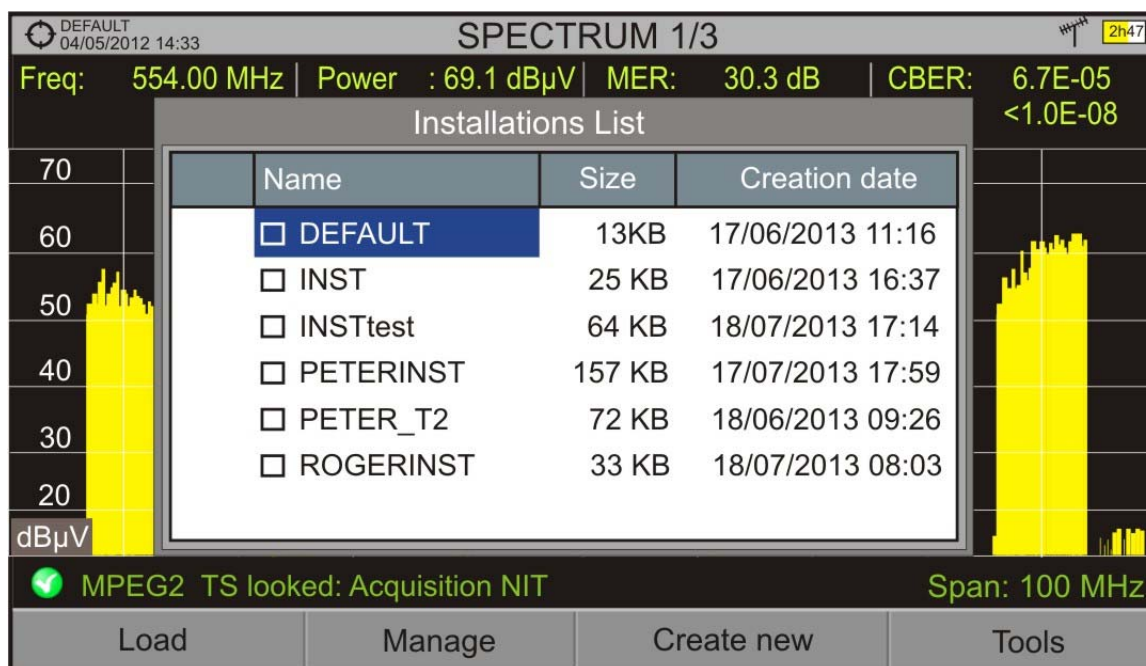 DEFAULT
04/05/2012 14:33
SPECTRUM 1/3
2h47
Freq: 554.00 MHz | Power : 69.1 dBµV | MER: 30.3 dB | CBER: 6.7E-05
<1.0E-08
Installations List
Name Size Creation date
DEFAULT 13KB 17/06/2013 11:16
INST 25 KB 17/06/2013 16:37
INSTtest 64 KB 18/07/2013 17:14
PETERINST 157 KB 17/07/2013 17:59
PETER_T2 72 KB 18/06/2013 09:26
ROGERINST 33 KB 18/07/2013 08:03
70
60
50
40
30
20
dBµV
MPEG2 TS looked: Acquisition NIT Span: 100 MHz
Load Manage Create new Tools